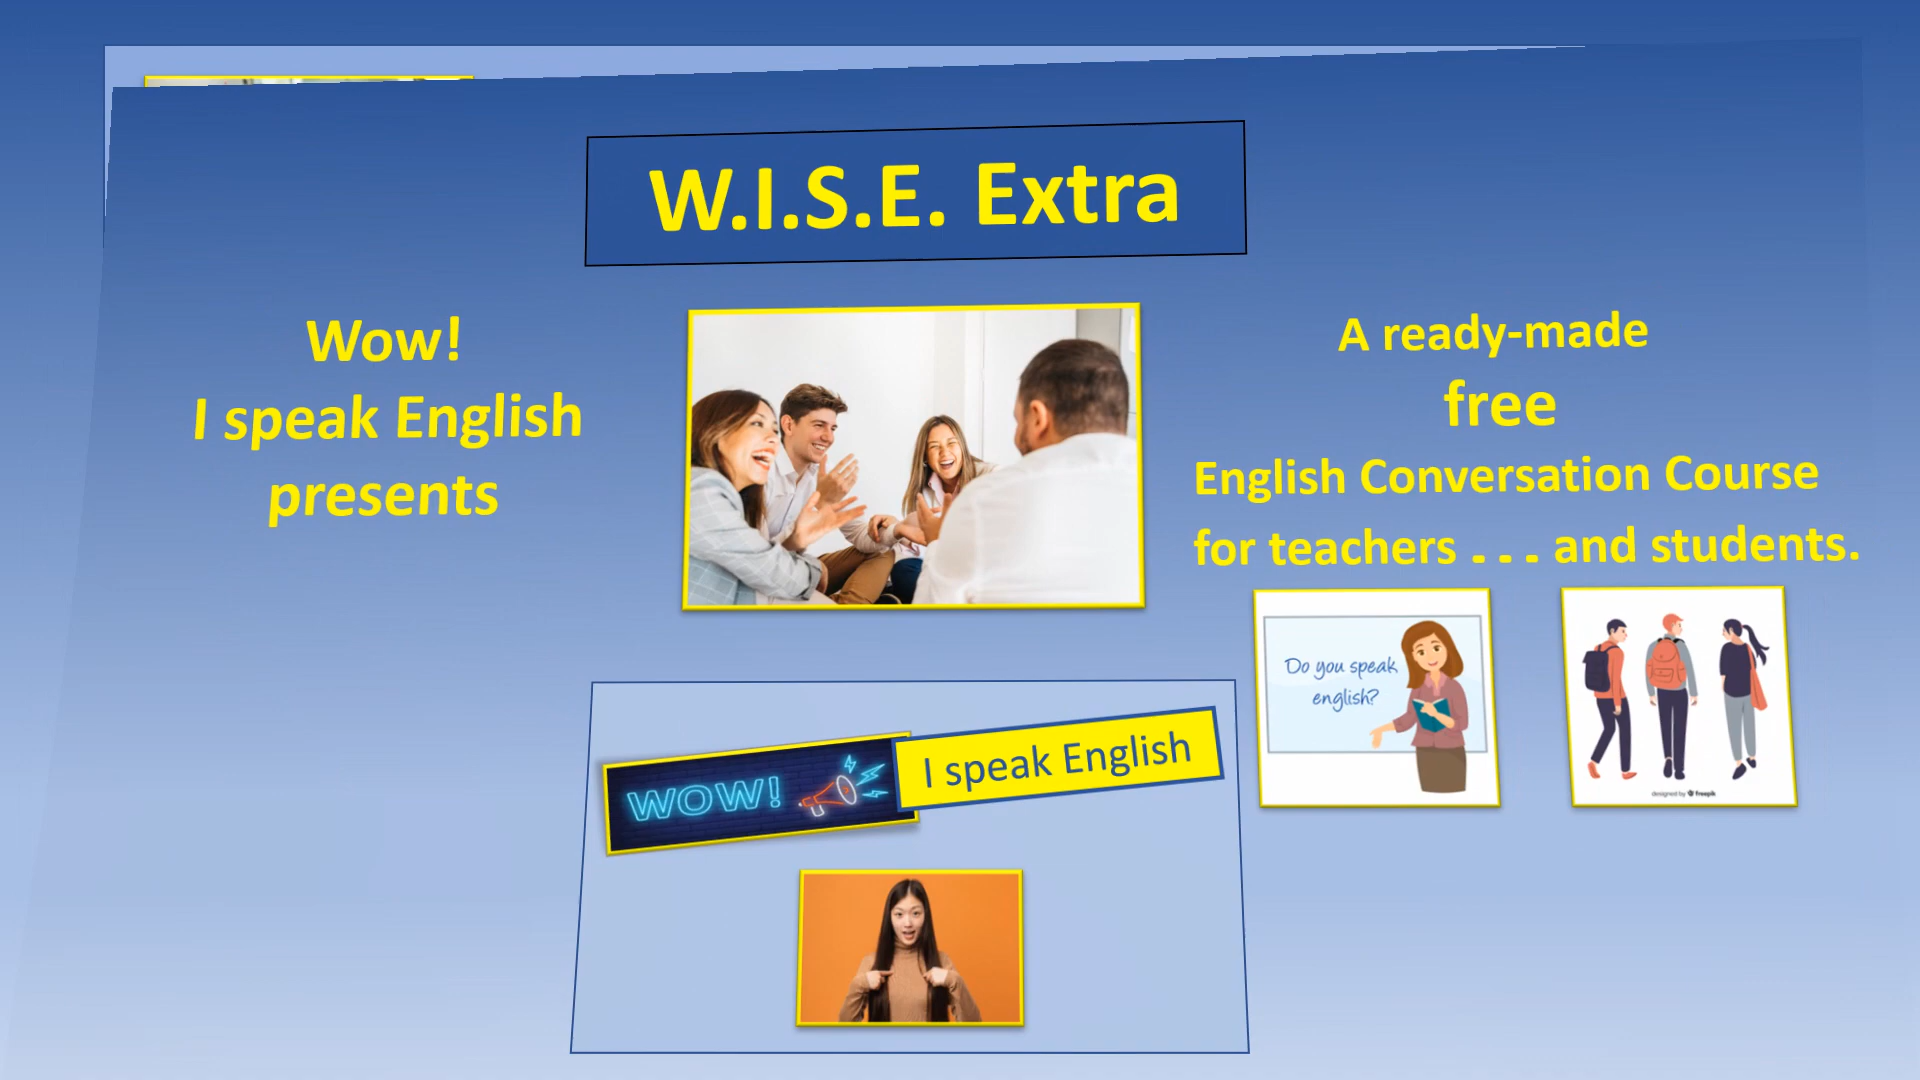 W.I.S.E. Extra
Wow!
I speak English
presents
A ready-made
free
English Conversation Course
for teachers . . . and students.
Do you speak
english?
designed by freepik
WOW!
I speak English